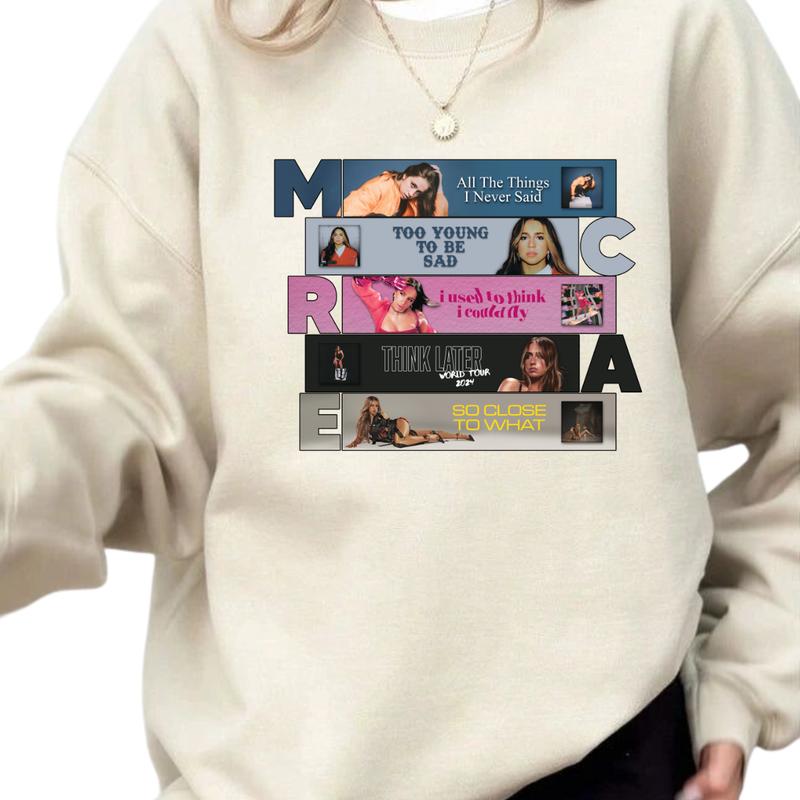 M
All The Things
I Never Said
TOO YOUNG
TO BE
SAD
C
R
i used to think
i could fly
THINK LATER
WORLD TOUR
2024
A
E
SO CLOSE
TO WHAT